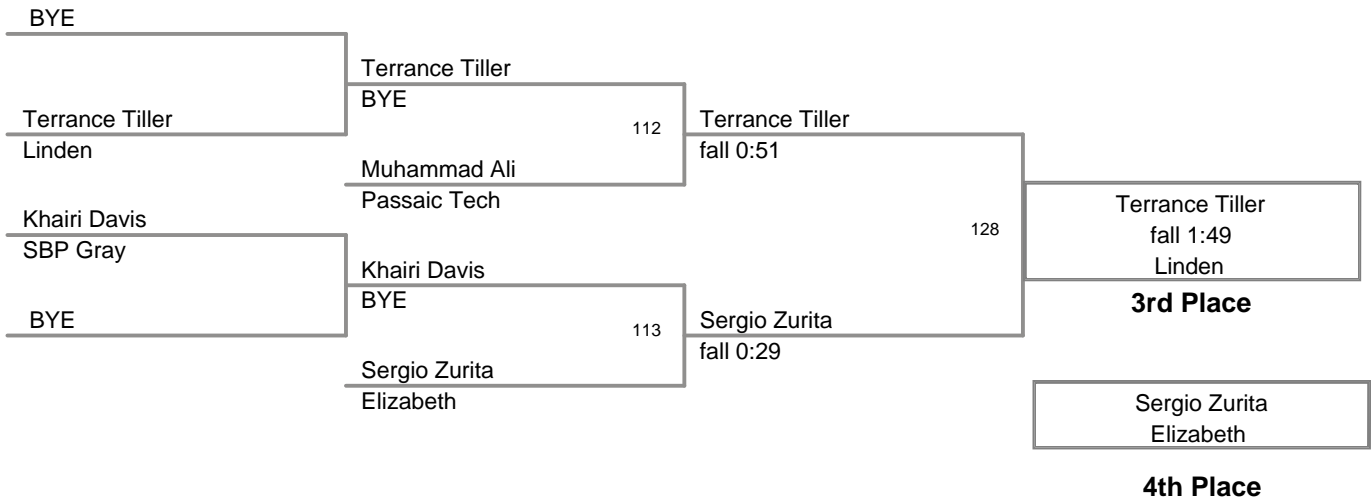 BYE
Terrance Tiller
BYE
Terrance Tiller
Linden
112
Terrance Tiller
fall 0:51
Muhammad Ali
Passaic Tech
Khairi Davis
SBP Gray
128
Terrance Tiller
fall 1:49
Linden
3rd Place
Khairi Davis
BYE
BYE
113
Sergio Zurita
fall 0:29
Sergio Zurita
Elizabeth
Sergio Zurita
Elizabeth
4th Place